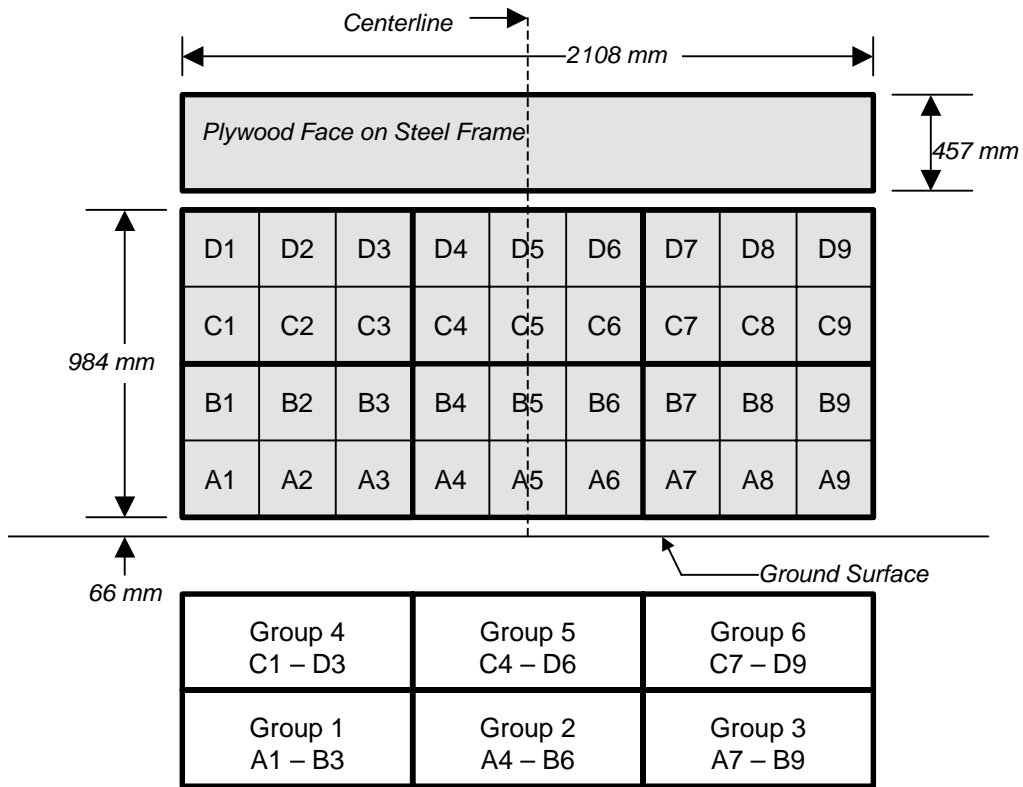 Centerline
2108 mm
Plywood Face on Steel Frame
457 mm
D1 D2 D3 D4 D5 D6 D7 D8 D9
C1 C2 C3 C4 C5 C6 C7 C8 C9
984 mm
B1 B2 B3 B4 B5 B6 B7 B8 B9
A1 A2 A3 A4 A5 A6 A7 A8 A9
66 mm
Ground Surface
Group 4
C1 – D3
Group 5
C4 – D6
Group 6
C7 – D9
Group 1
A1 – B3
Group 2
A4 – B6
Group 3
A7 – B9